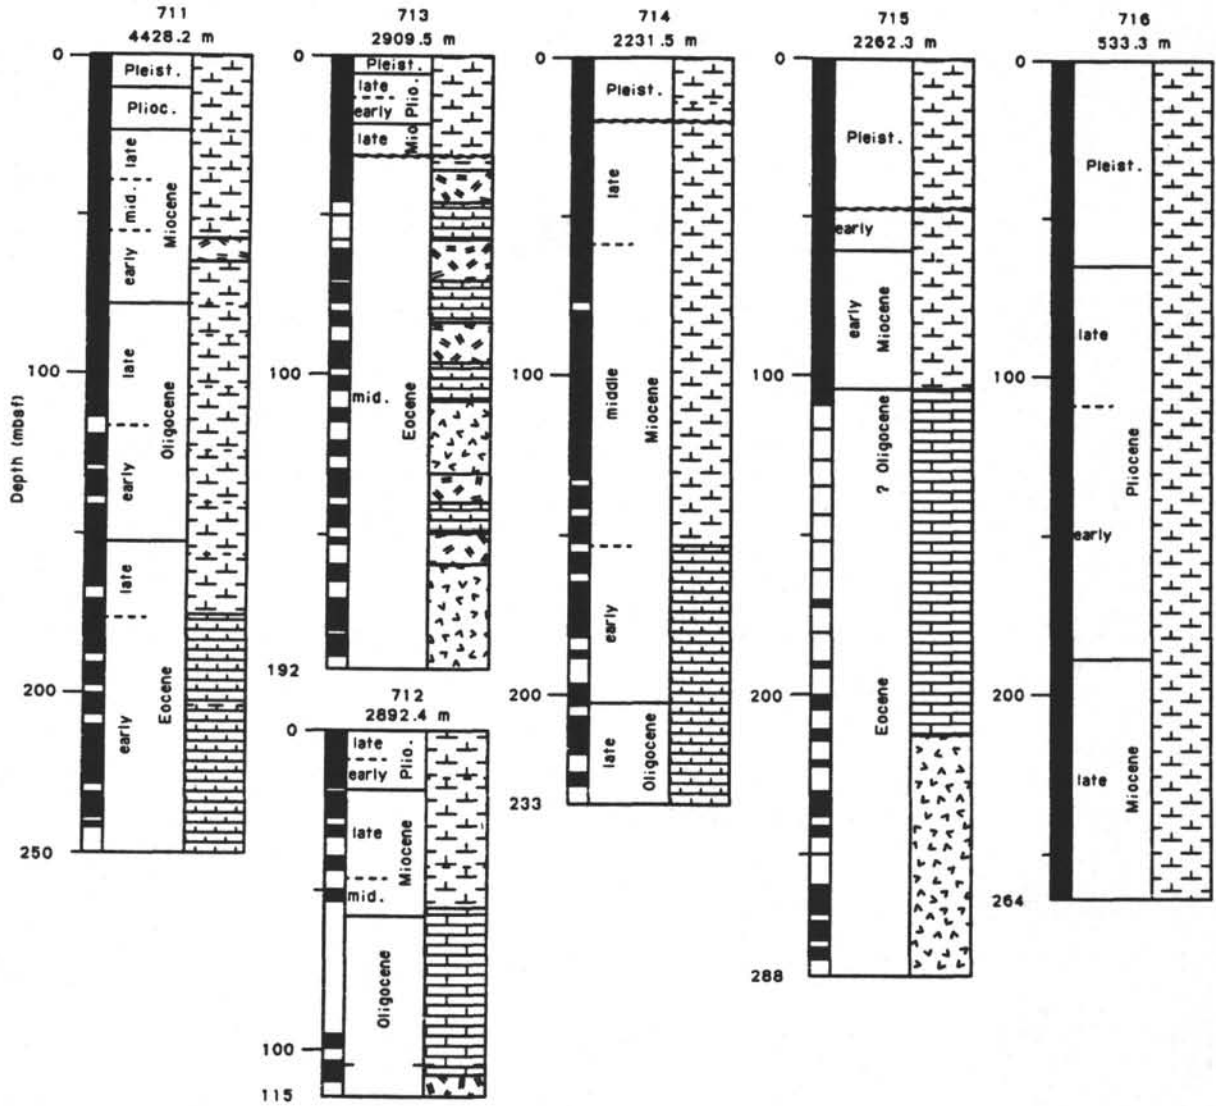 711
4428.2 m
713
2909.5 m
714
2231.5 m
715
2262.3 m
716
533.3 m
Depth (mbsf)
0
100
200
250
Pleist.
Plioc.
late
mid.
early
Miocene
late
early
Oligocene
late
early
Eocene
0
100
192
Pleist.
late
early
Plio.
late
Mio
mid.
Eocene
712
2892.4 m
0
100
115
late
early
Plio.
late
mid.
Miocene
Oligocene
0
100
200
233
Pleist.
late
middle
early
Miocene
late
Oligocene
0
100
200
288
Pleist.
early
early
Miocene
? Oligocene
Eocene
0
100
200
264
Pleist.
late
early
Pliocene
late
Miocene